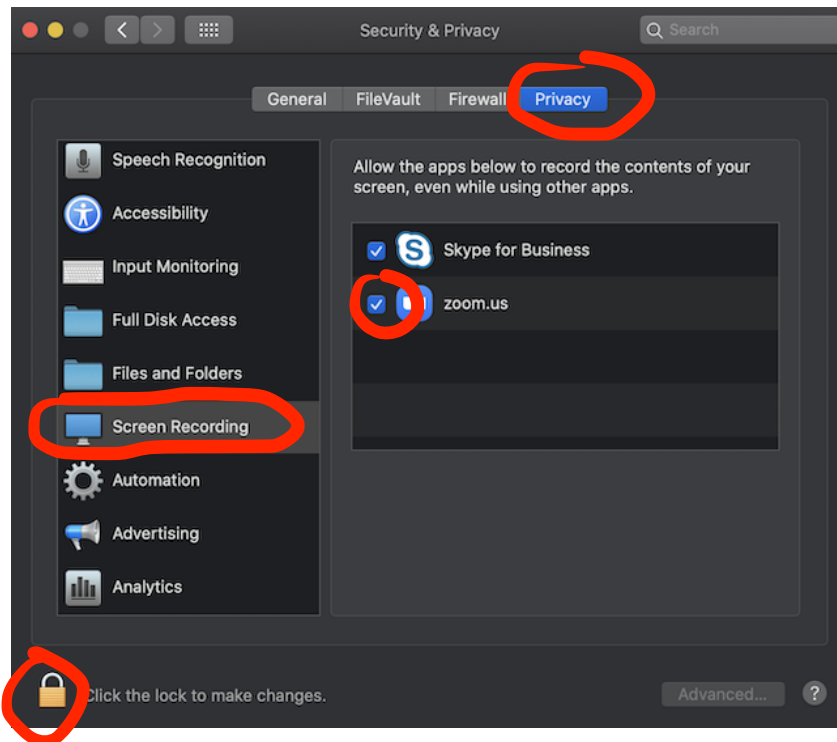 Security & Privacy
Search
General FileVault Firewall Privacy
Speech Recognition
Accessibility
Input Monitoring
Full Disk Access
Files and Folders
Screen Recording
Automation
Advertising
Analytics
Allow the apps below to record the contents of your
screen, even while using other apps.
S Skype for Business
zoom.us
Click the lock to make changes.
Advanced... ?